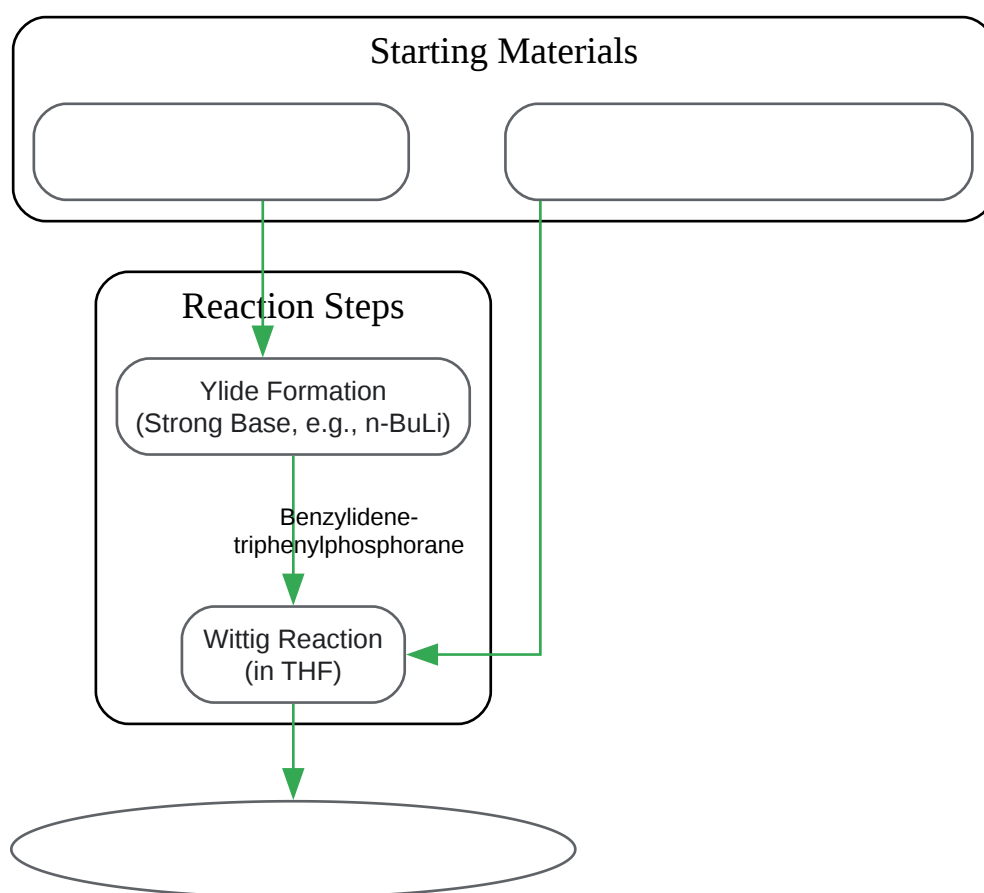 Starting Materials
Reaction Steps
Ylide Formation
(Strong Base, e.g., n-BuLi)
Benzylidene-
triphenylphosphorane
Wittig Reaction
(in THF)